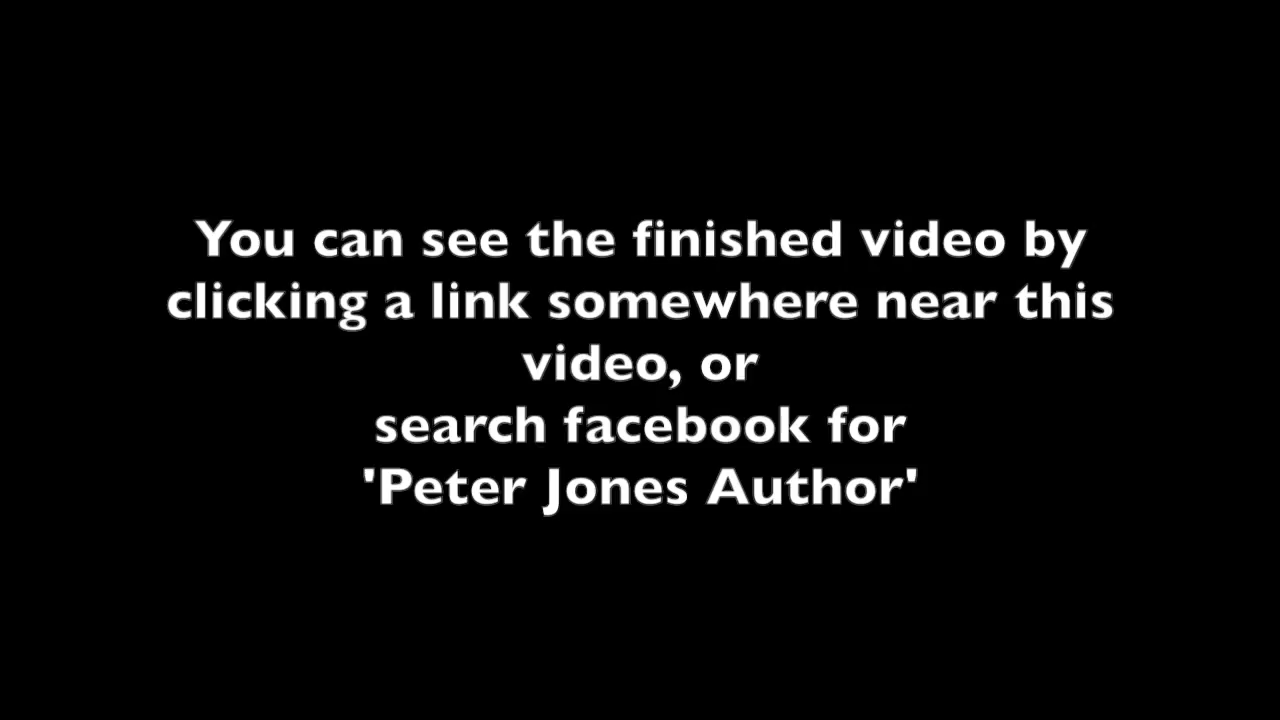 You can see the finished video by
clicking a link somewhere near this
video, or
search facebook for
'Peter Jones Author'